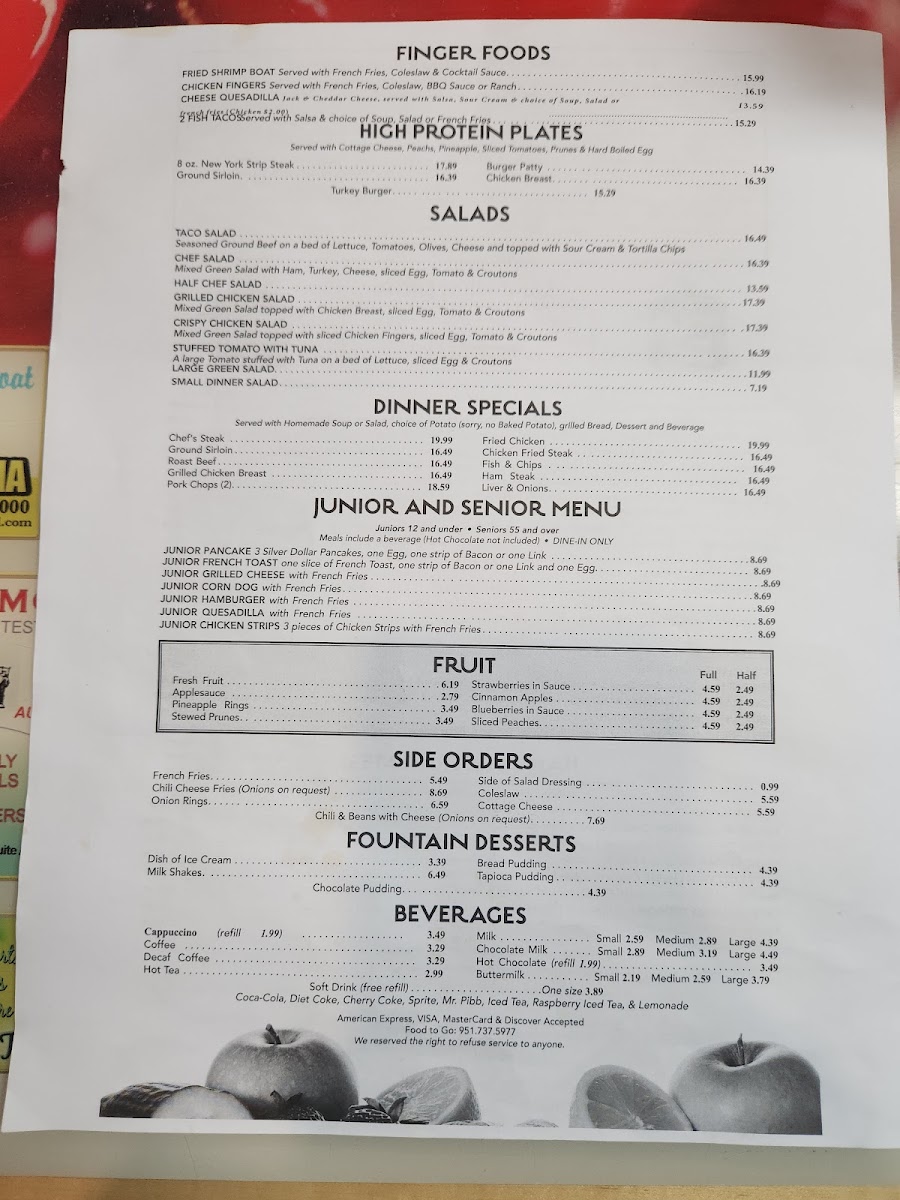 FINGER FOODS
FRIED SHRIMP BOAT Served with French Fries, Coleslaw & Cocktail Sauce. 15.99
CHICKEN FINGERS Served with French Fries, Coleslaw, BBQ Sauce or Ranch. 16.19
CHEESE QUESADILLA Jack & Cheddar Cheese, served with Salsa, Sour Cream & choice of Soup, Salad or 13.59
french fries (Chicken $2.00)
2 FISH TACOS Served with Salsa & choice of Soup, Salad or French Fries 15.29
HIGH PROTEIN PLATES
Served with Cottage Cheese, Peachs, Pineapple, Sliced Tomatoes, Prunes & Hard Boiled Egg
8 oz. New York Strip Steak 17.89 Burger Patty 14.39
Ground Sirloin. 16.39 Chicken Breast. 16.39
Turkey Burger. 15.29
SALADS
TACO SALAD 16.49
Seasoned Ground Beef on a bed of Lettuce, Tomatoes, Olives, Cheese and topped with Sour Cream & Tortilla Chips
CHEF SALAD 16.39
Mixed Green Salad with Ham, Turkey, Cheese, sliced Egg, Tomato & Croutons
HALF CHEF SALAD 13.59
GRILLED CHICKEN SALAD 17.39
Mixed Green Salad topped with Chicken Breast, sliced Egg, Tomato & Croutons
CRISPY CHICKEN SALAD 17.39
Mixed Green Salad topped with sliced Chicken Fingers, sliced Egg, Tomato & Croutons
STUFFED TOMATO WITH TUNA 16.39
A large Tomato stuffed with Tuna on a bed of Lettuce, sliced Egg & Croutons
LARGE GREEN SALAD. 11.99
SMALL DINNER SALAD. 7.19
DINNER SPECIALS
Served with Homemade Soup or Salad, choice of Potato (sorry, no Baked Potato), grilled Bread, Dessert and Beverage
Chef's Steak 19.99 Fried Chicken 19.99
Ground Sirloin 16.49 Chicken Fried Steak 16.49
Roast Beef 16.49 Fish & Chips 16.49
Grilled Chicken Breast 16.49 Ham Steak 16.49
Pork Chops (2) 18.59 Liver & Onions. 16.49
JUNIOR AND SENIOR MENU
Juniors 12 and under • Seniors 55 and over
Meals include a beverage (Hot Chocolate not included) • DINE-IN ONLY
JUNIOR PANCAKE 3 Silver Dollar Pancakes, one Egg, one strip of Bacon or one Link 8.69
JUNIOR FRENCH TOAST one slice of French Toast, one strip of Bacon or one Link and one Egg. 8.69
JUNIOR GRILLED CHEESE with French Fries 8.69
JUNIOR CORN DOG with French Fries 8.69
JUNIOR HAMBURGER with French Fries 8.69
JUNIOR QUESADILLA with French Fries 8.69
JUNIOR CHICKEN STRIPS 3 pieces of Chicken Strips with French Fries 8.69
FRUIT
Full Half
Fresh Fruit 6.19 Strawberries in Sauce 4.59 2.49
Applesauce 2.79 Cinnamon Apples 4.59 2.49
Pineapple Rings 3.49 Blueberries in Sauce 4.59 2.49
Stewed Prunes. 3.49 Sliced Peaches. 4.59 2.49
SIDE ORDERS
French Fries. 5.49 Side of Salad Dressing 0.99
Chili Cheese Fries (Onions on request) 8.69 Coleslaw 5.59
Onion Rings. 6.59 Cottage Cheese 5.59
Chili & Beans with Cheese (Onions on request). 7.69
FOUNTAIN DESSERTS
Dish of Ice Cream 3.39 Bread Pudding 4.39
Milk Shakes. 6.49 Tapioca Pudding 4.39
Chocolate Pudding. 4.39
BEVERAGES
Cappuccino (refill 1.99) 3.49 Milk Small 2.59 Medium 2.89 Large 4.39
Coffee 3.29 Chocolate Milk Small 2.89 Medium 3.19 Large 4.49
Decaf Coffee 3.29 Hot Chocolate (refill 1.99) 3.49
Hot Tea 2.99 Buttermilk Small 2.19 Medium 2.59 Large 3.79
Soft Drink (free refill) One size 3.89
Coca-Cola, Diet Coke, Cherry Coke, Sprite, Mr. Pibb, Iced Tea, Raspberry Iced Tea, & Lemonade
American Express, VISA, MasterCard & Discover Accepted
Food to Go: 951.737.5977
We reserved the right to refuse service to anyone.